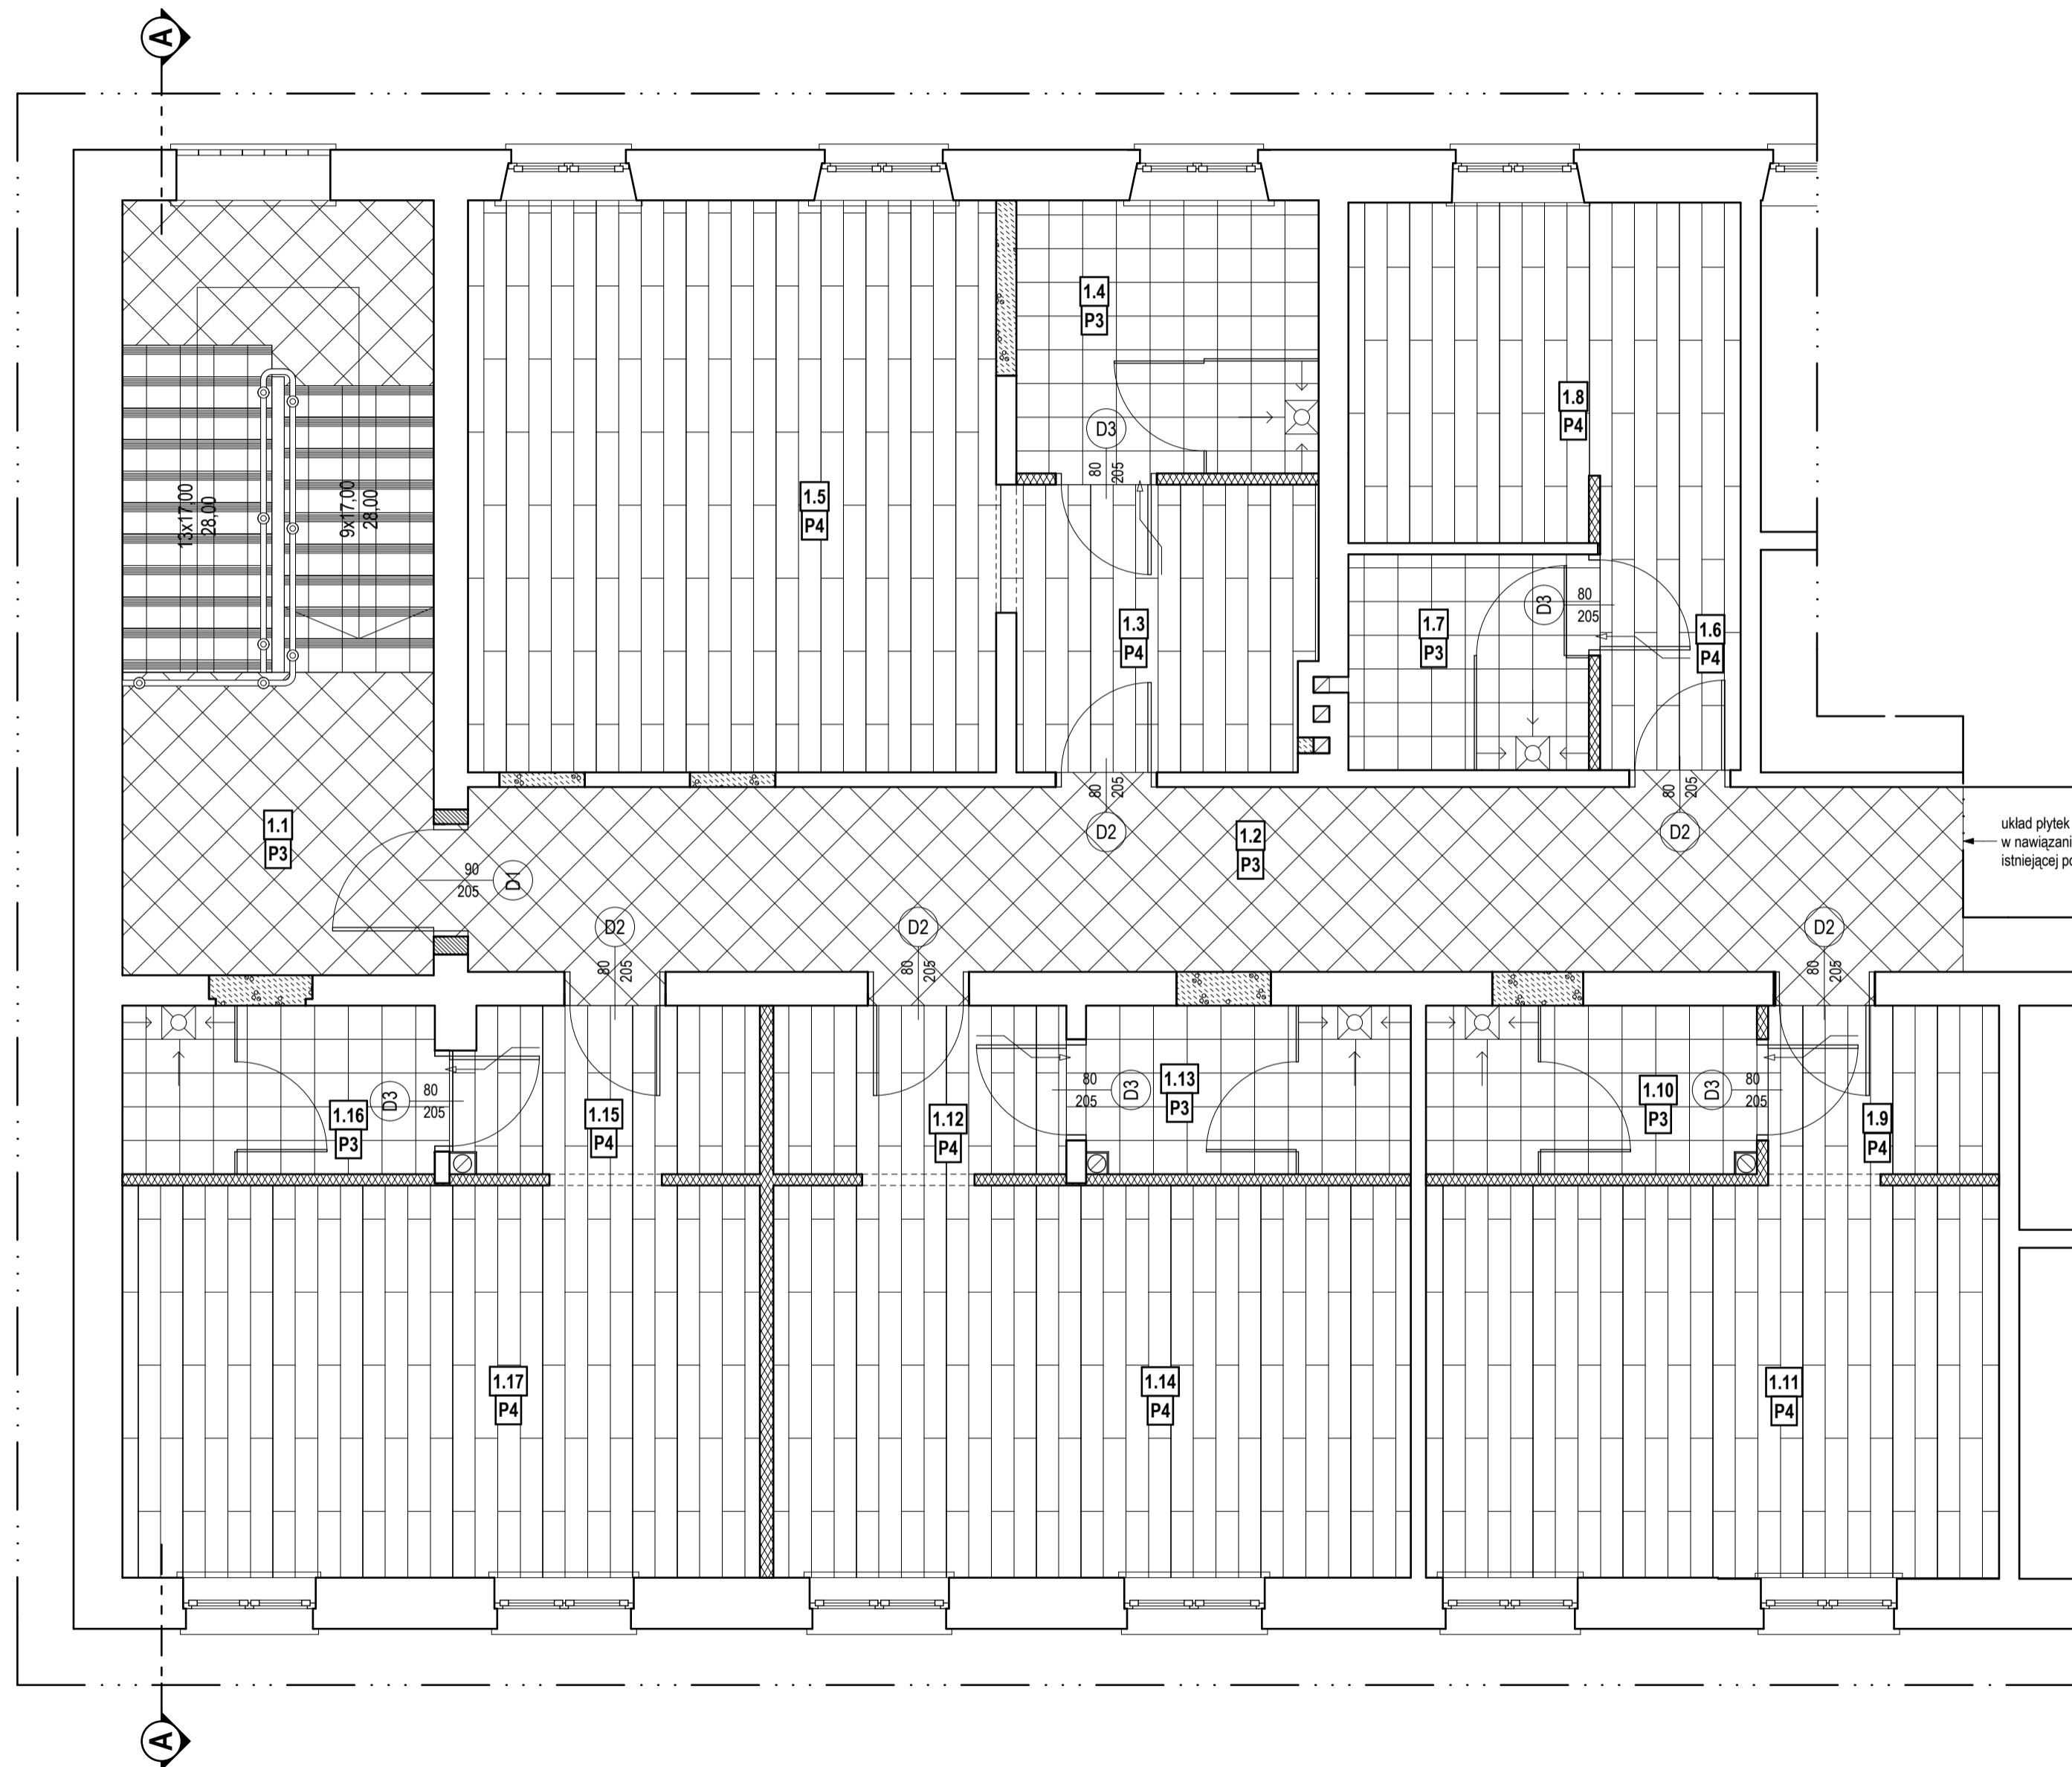 A
1.4
P3
1.8
P4
D3
80
205
13x17,00
28,00
9x17,00
28,00
1.5
P4
1.3
P4
1.7
P3
D3
80
205
1.6
P4
1.1
P3
80
205
D2
1.2
P3
80
205
D2
układ płytek
w nawiązani
istniejącej
90
205
D1
D2
80
205
D2
80
205
D2
80
205
1.16
P3
D3
80
205
1.15
P4
1.12
P4
80
205
D3
1.13
P3
1.10
P3
D3
80
205
1.9
P4
1.17
P4
1.14
P4
1.11
P4
A